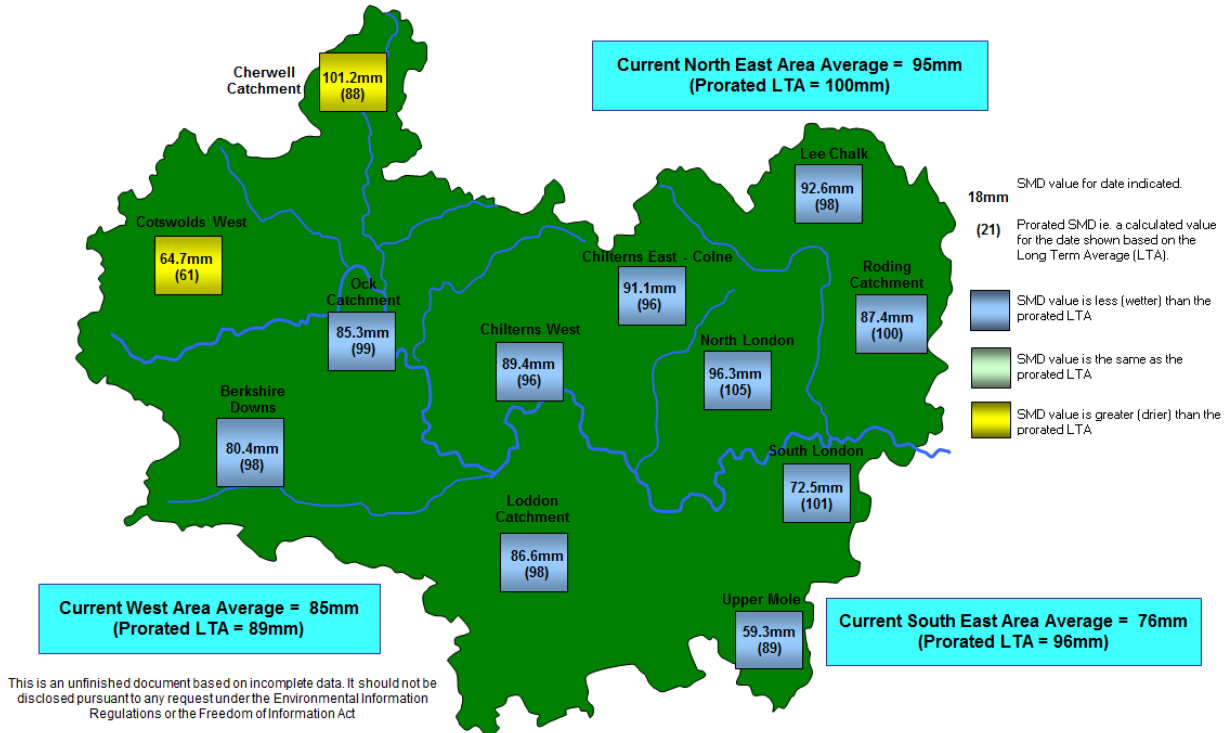 Current North East Area Average =  95mm
(Prorated LTA = 100mm)
Cherwell
Catchment
101.2mm
(88)
Lee Chalk
92.6mm
(98)
18mm
SMD value for date indicated.
(21)
Prorated SMD ie. a calculated value
for the date shown based on the
Long Term Average (LTA).
Cotswolds West
64.7mm
(61)
Chilterns East - Colne
91.1mm
(96)
Roding
Catchment
87.4mm
(100)
Ock
Catchment
85.3mm
(99)
SMD value is less (wetter) than the
prorated LTA
Chilterns West
89.4mm
(96)
North London
96.3mm
(105)
SMD value is the same as the
prorated LTA
Berkshire
Downs
80.4mm
(98)
SMD value is greater (drier) than the
prorated LTA
South London
72.5mm
(101)
Loddon
Catchment
86.6mm
(98)
Upper Mole
59.3mm
(89)
Current West Area Average =  85mm
(Prorated LTA = 89mm)
Current South East Area Average =  76mm
(Prorated LTA = 96mm)
This is an unfinished document based on incomplete data. It should not be
disclosed pursuant to any request under the Environmental Information
Regulations or the Freedom of Information Act